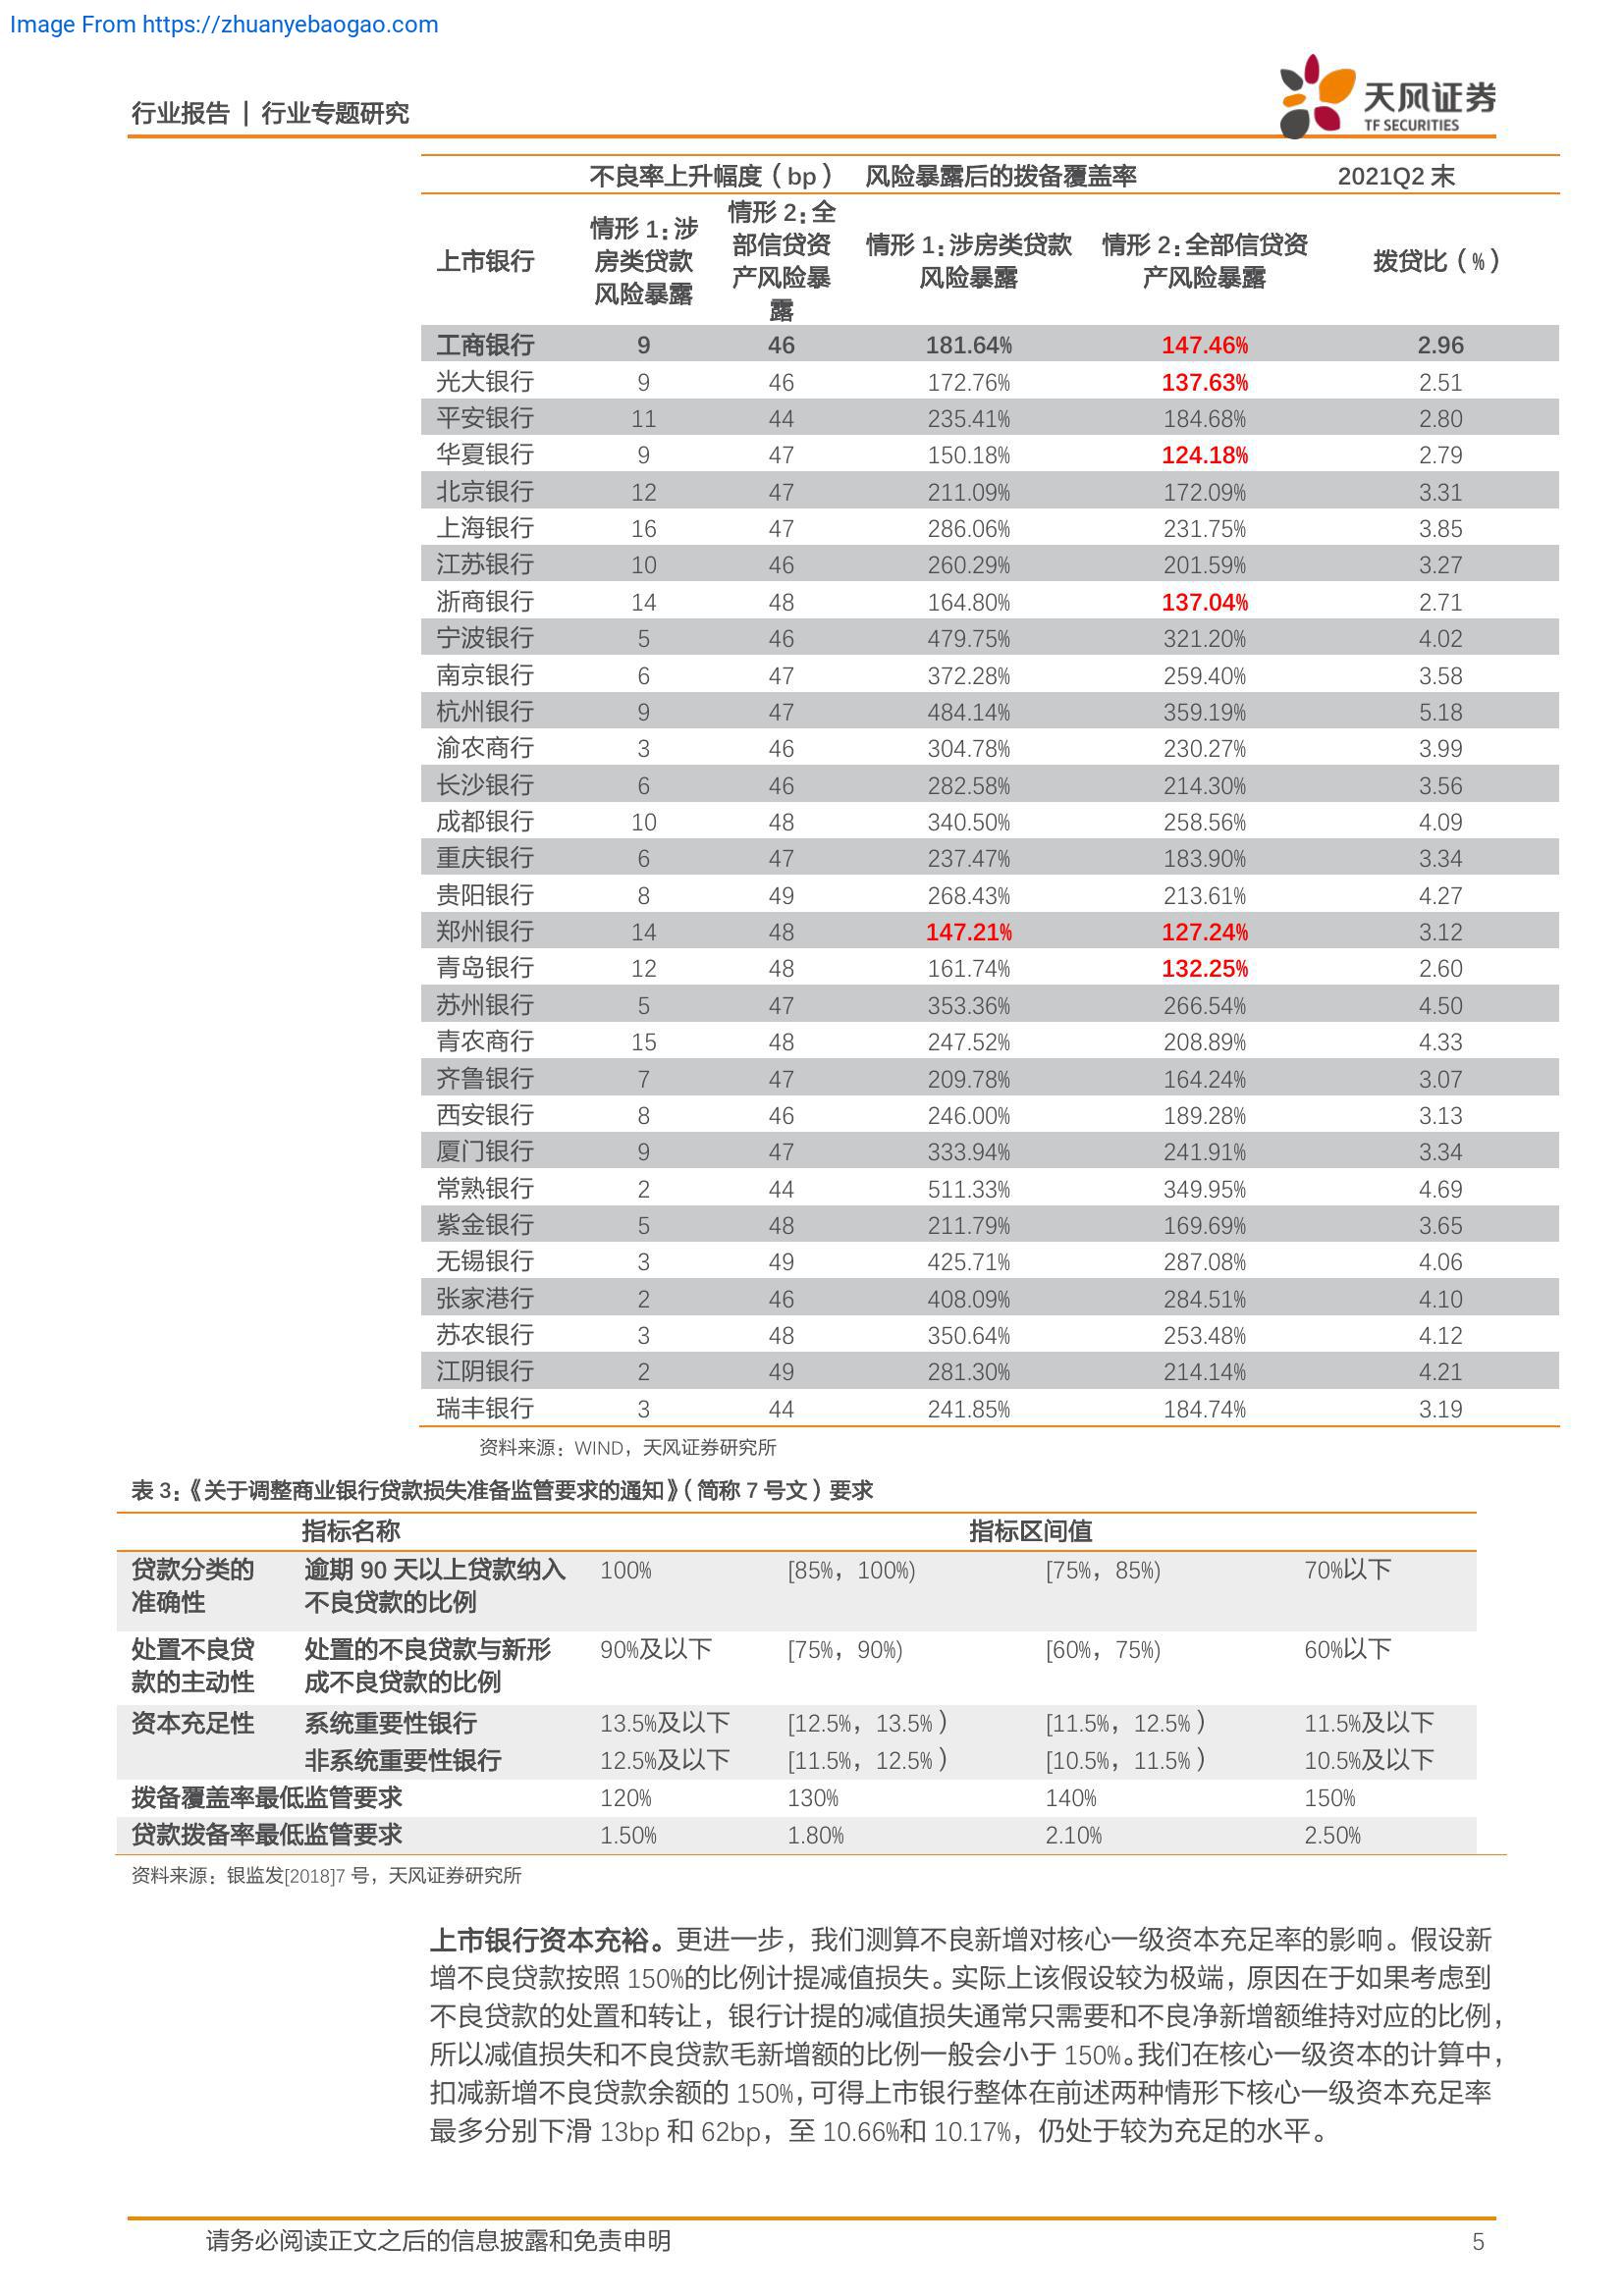 Image From https://zhuanyebaogao.com
行业报告 | 行业专题研究
天风证券
TF SECURITIES
不良率上升幅度（bp） 风险暴露后的拨备覆盖率 2021Q2 末
上市银行 情形 1：涉房类贷款风险暴露 情形 2：全部信贷资产风险暴露 情形 1：涉房类贷款风险暴露 情形 2：全部信贷资产风险暴露 拨贷比（%）
工商银行 9 46 181.64% 147.46% 2.96
光大银行 9 46 172.76% 137.63% 2.51
平安银行 11 44 235.41% 184.68% 2.80
华夏银行 9 47 150.18% 124.18% 2.79
北京银行 12 47 211.09% 172.09% 3.31
上海银行 16 47 286.06% 231.75% 3.85
江苏银行 10 46 260.29% 201.59% 3.27
浙商银行 14 48 164.80% 137.04% 2.71
宁波银行 5 46 479.75% 321.20% 4.02
南京银行 6 47 372.28% 259.40% 3.58
杭州银行 9 47 484.14% 359.19% 5.18
渝农商行 3 46 304.78% 230.27% 3.99
长沙银行 6 46 282.58% 214.30% 3.56
成都银行 10 48 340.50% 258.56% 4.09
重庆银行 6 47 237.47% 183.90% 3.34
贵阳银行 8 49 268.43% 213.61% 4.27
郑州银行 14 48 147.21% 127.24% 3.12
青岛银行 12 48 161.74% 132.25% 2.60
苏州银行 5 47 353.36% 266.54% 4.50
青农商行 15 48 247.52% 208.89% 4.33
齐鲁银行 7 47 209.78% 164.24% 3.07
西安银行 8 46 246.00% 189.28% 3.13
厦门银行 9 47 333.94% 241.91% 3.34
常熟银行 2 44 511.33% 349.95% 4.69
紫金银行 5 48 211.79% 169.69% 3.65
无锡银行 3 49 425.71% 287.08% 4.06
张家港行 2 46 408.09% 284.51% 4.10
苏农银行 3 48 350.64% 253.48% 4.12
江阴银行 2 49 281.30% 214.14% 4.21
瑞丰银行 3 44 241.85% 184.74% 3.19
资料来源：WIND，天风证券研究所
表 3：《关于调整商业银行贷款损失准备监管要求的通知》（简称 7 号文）要求
指标名称 指标区间值
贷款分类的准确性 逾期 90 天以上贷款纳入不良贷款的比例 100% [85%，100%) [75%，85%) 70%以下
处置不良贷款的主动性 处置的不良贷款与新形成不良贷款的比例 90%及以下 [75%，90%) [60%，75%) 60%以下
资本充足性 系统重要性银行 13.5%及以下 [12.5%，13.5%） [11.5%，12.5%） 11.5%及以下
非系统重要性银行 12.5%及以下 [11.5%，12.5%） [10.5%，11.5%） 10.5%及以下
拨备覆盖率最低监管要求 120% 130% 140% 150%
贷款拨备率最低监管要求 1.50% 1.80% 2.10% 2.50%
资料来源：银监发[2018]7 号，天风证券研究所
上市银行资本充裕。更进一步，我们测算不良新增对核心一级资本充足率的影响。假设新
增不良贷款按照 150%的比例计提减值损失。实际上该假设较为极端，原因在于如果考虑到
不良贷款的处置和转让，银行计提的减值损失通常只需要和不良净新增额维持对应的比例，
所以减值损失和不良贷款毛新增额的比例一般会小于 150%。我们在核心一级资本的计算中，
扣减新增不良贷款余额的 150%，可得上市银行整体在前述两种情形下核心一级资本充足率
最多分别下滑 13bp 和 62bp，至 10.66%和 10.17%，仍处于较为充足的水平。
请务必阅读正文之后的信息披露和免责申明 5